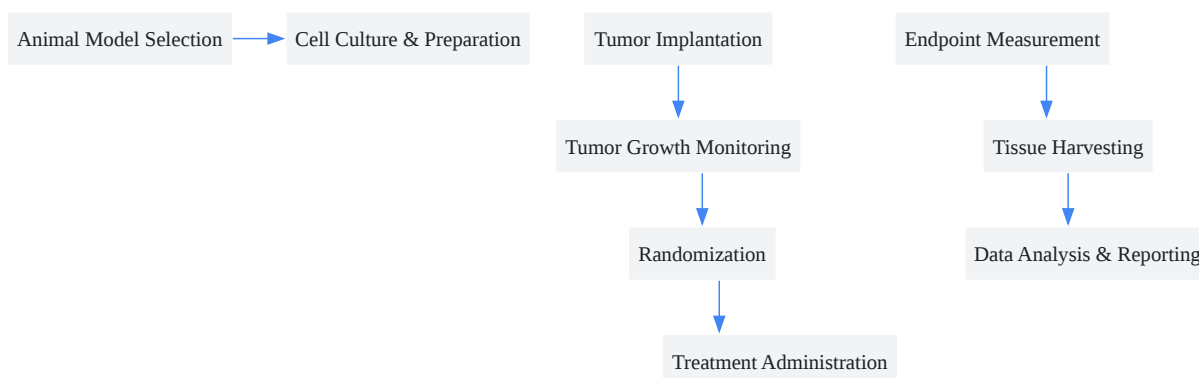 Animal Model Selection
Cell Culture & Preparation
Tumor Implantation
Tumor Growth Monitoring
Randomization
Treatment Administration
Endpoint Measurement
Tissue Harvesting
Data Analysis & Reporting